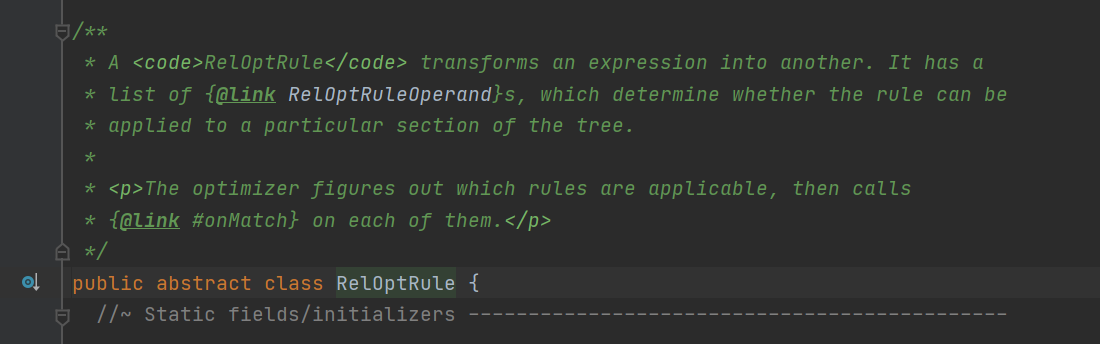 /**
* A <code>RelOptRule</code> transforms an expression into another. It has a
* list of {@link RelOptRuleOperand}s, which determine whether the rule can be
* applied to a particular section of the tree.
*
* <p>The optimizer figures out which rules are applicable, then calls
* {@link #onMatch} on each of them.</p>
*/
public abstract class RelOptRule {
//~ Static fields/initializers ---------------------------------------------